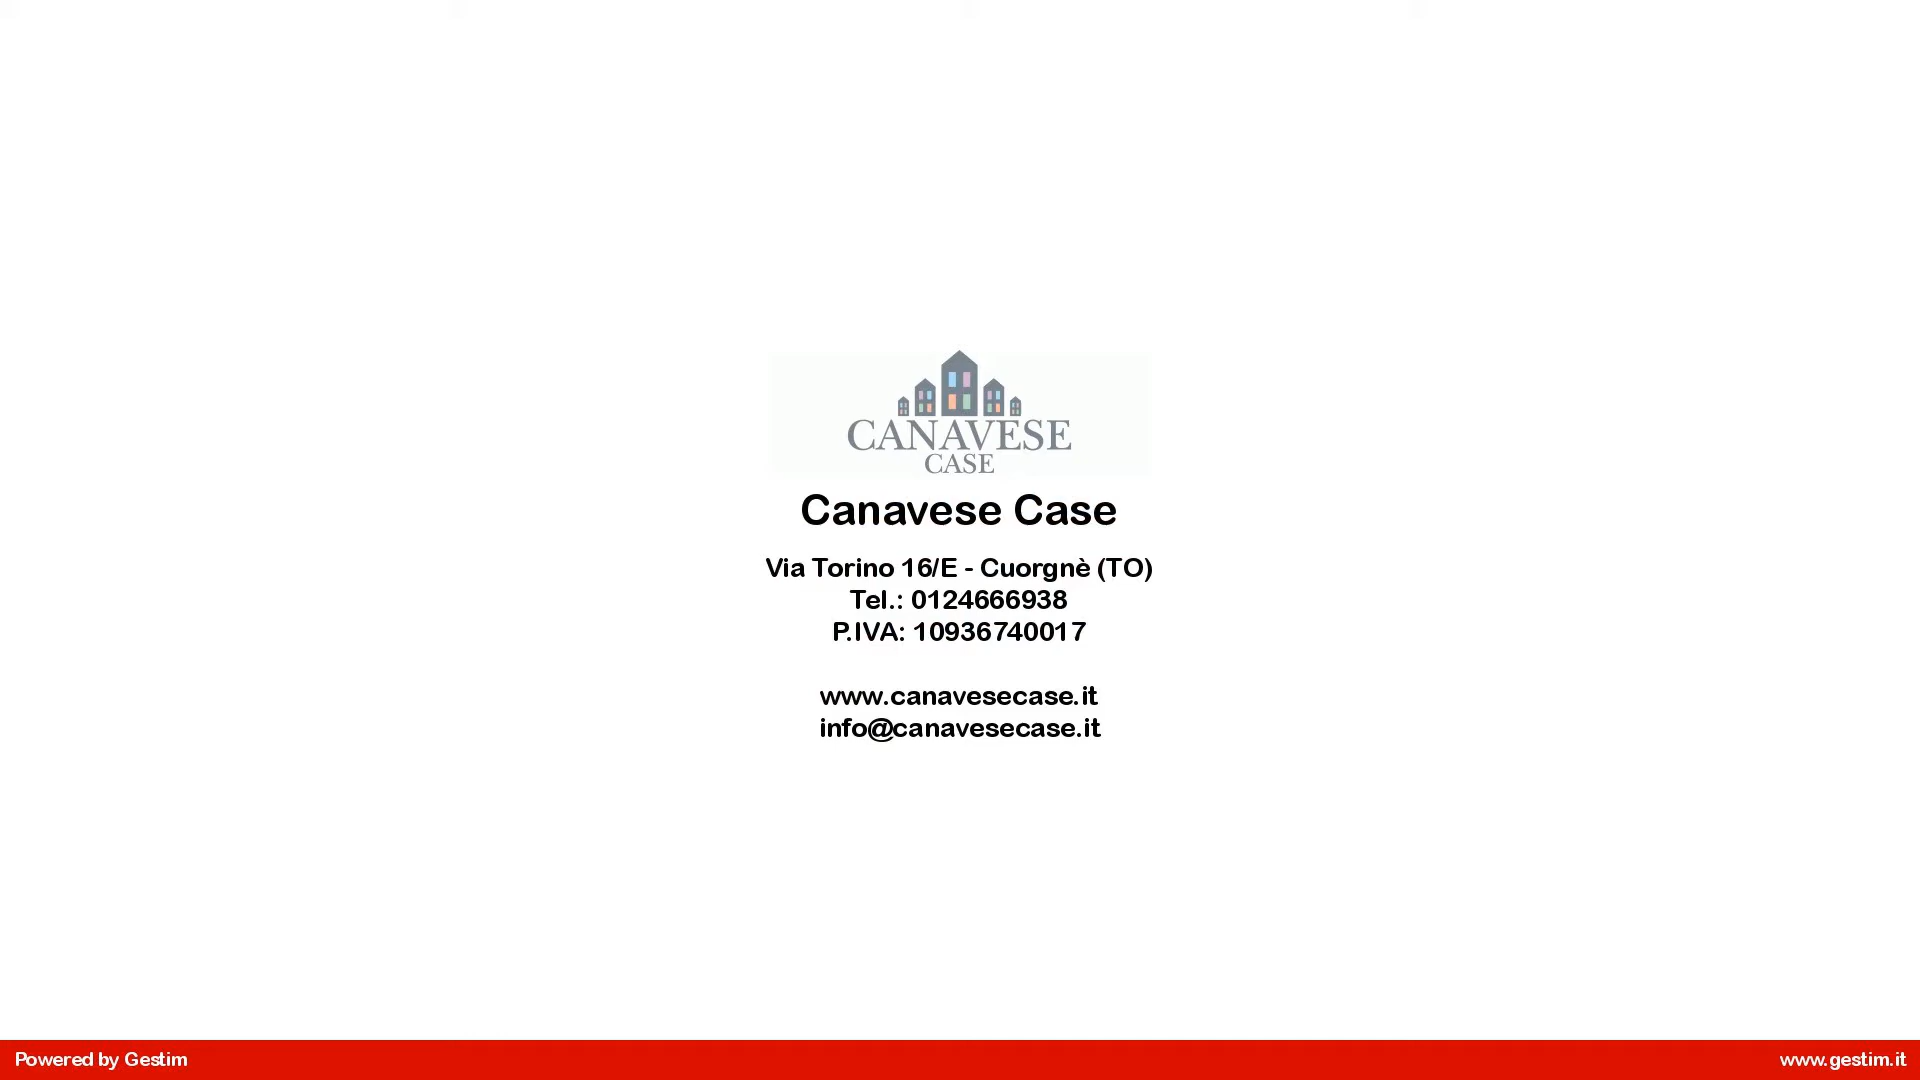 CANAVESE
CASE
Canavese Case
Via Torino 16/E - Cuorgnè (TO)
Tel.: 0124666938
P.IVA: 10936740017
www.canavesecase.it
info@canavesecase.it
Powered by Gestim
www.gestim.it